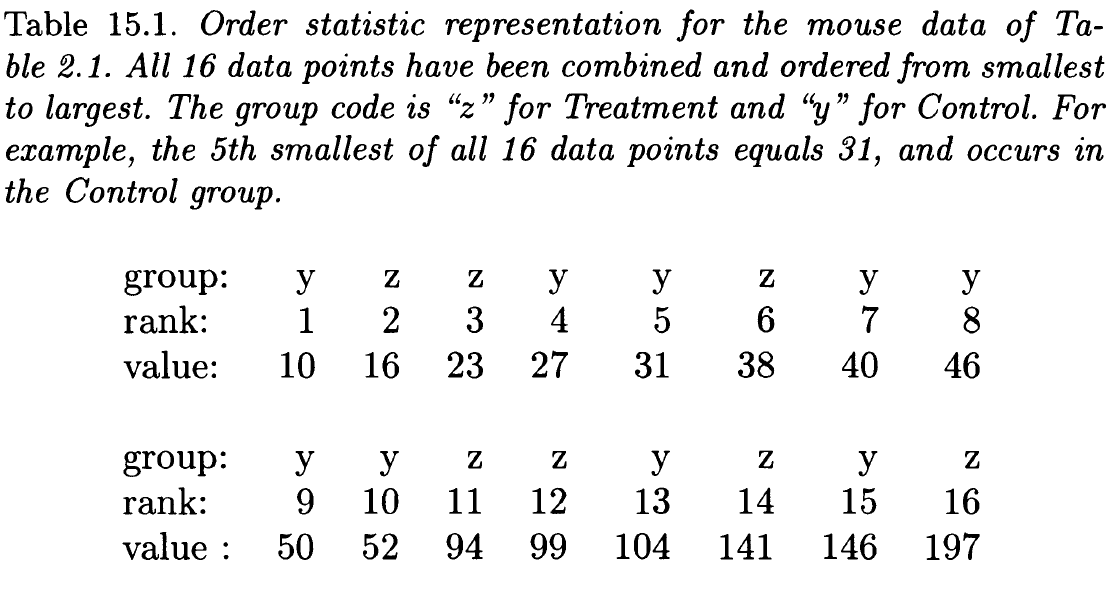 Table 15.1. Order statistic representation for the mouse data of Ta-
ble 2.1. All 16 data points have been combined and ordered from smallest
to largest. The group code is “z” for Treatment and “y” for Control. For
example, the 5th smallest of all 16 data points equals 31, and occurs in
the Control group.
group: y z z y y z y y
rank: 1 2 3 4 5 6 7 8
value: 10 16 23 27 31 38 40 46
group: y y z z y z y z
rank: 9 10 11 12 13 14 15 16
value : 50 52 94 99 104 141 146 197